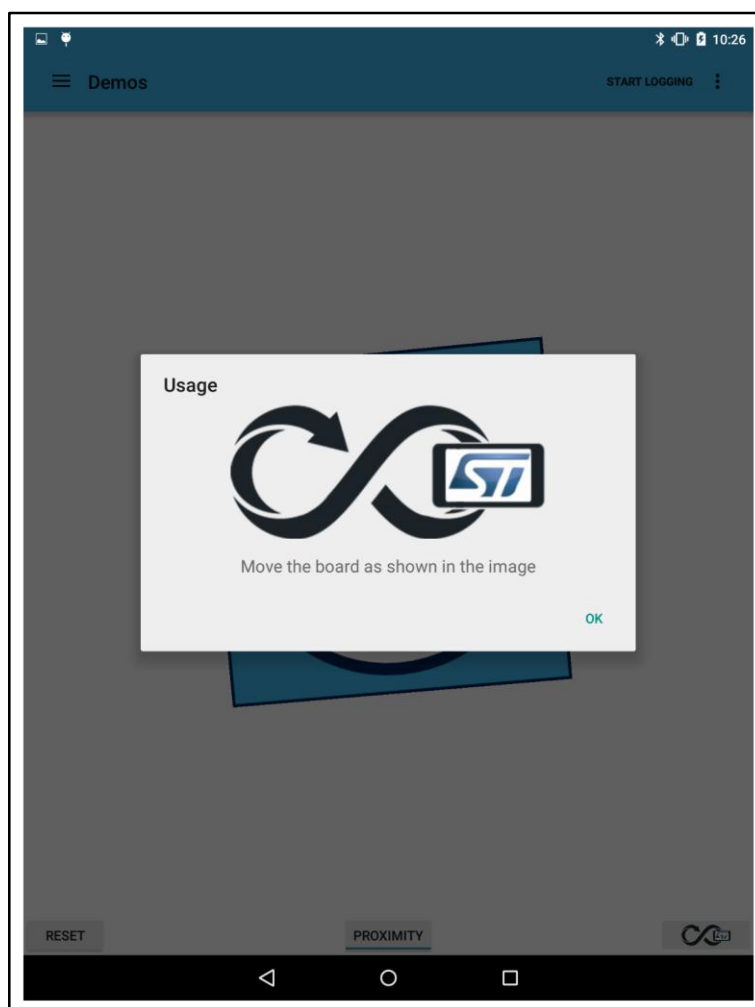 10:26
Demos
START LOGGING
Usage
ST
Move the board as shown in the image
OK
RESET
PROXIMITY